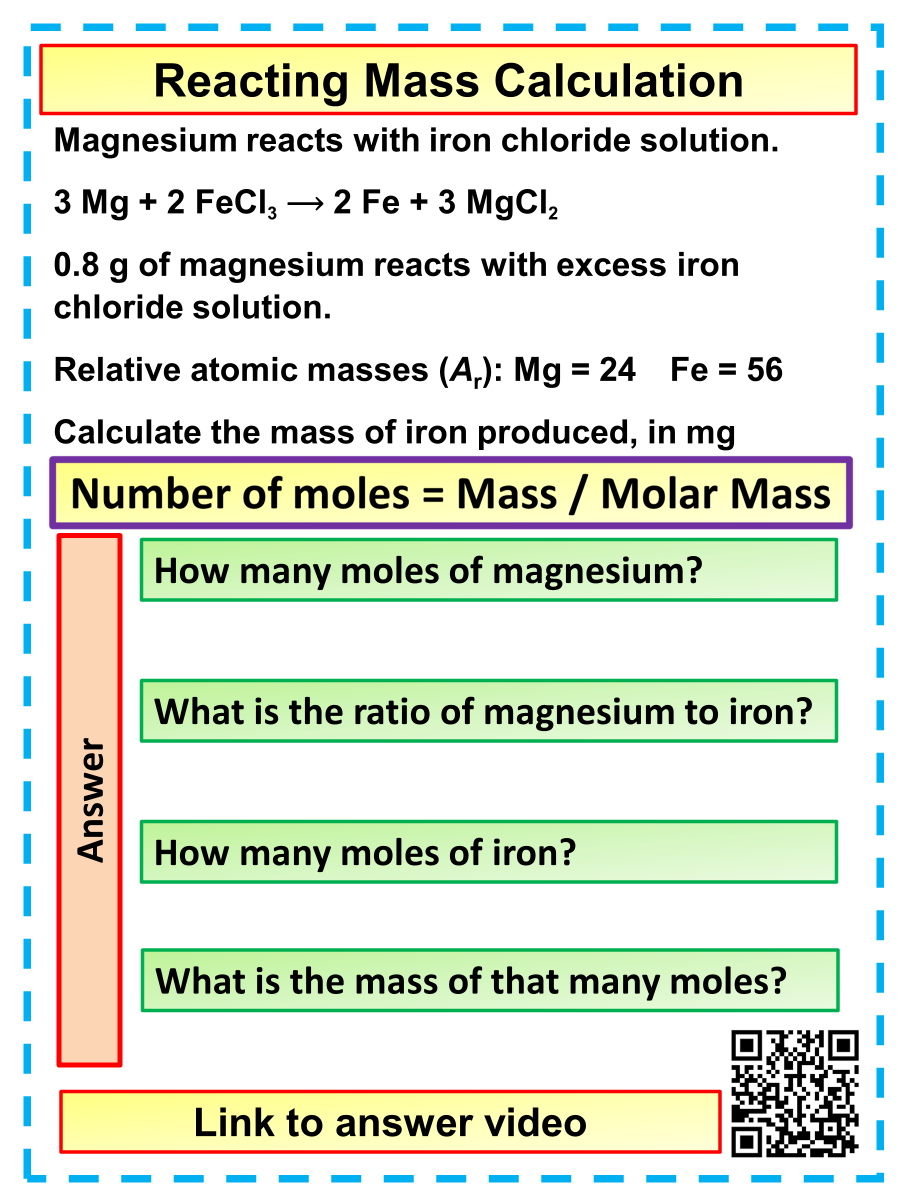 Reacting Mass Calculation
Magnesium reacts with iron chloride solution.
3 Mg + 2 FeCl₃ ⟶ 2 Fe + 3 MgCl₂
0.8 g of magnesium reacts with excess iron
chloride solution.
Relative atomic masses (Aᵣ): Mg = 24 Fe = 56
Calculate the mass of iron produced, in mg
Number of moles = Mass / Molar Mass
Answer
How many moles of magnesium?
What is the ratio of magnesium to iron?
How many moles of iron?
What is the mass of that many moles?
Link to answer video